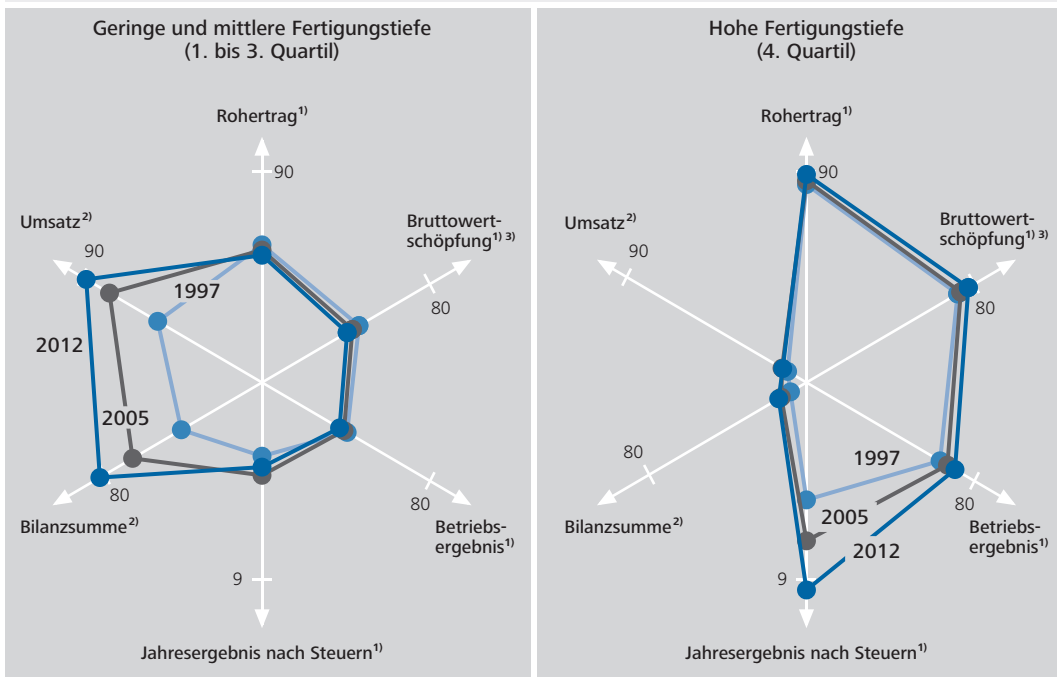 Geringe und mittlere Fertigungstiefe
(1. bis 3. Quartil)
Rohertrag¹⁾
90
Umsatz²⁾
90
Bruttowert-
schöpfung¹⁾ ³⁾
80
1997
2012
2005
80
Bilanzsumme²⁾
80
Betriebs-
ergebnis¹⁾
9
Jahresergebnis nach Steuern¹⁾
Hohe Fertigungstiefe
(4. Quartil)
Rohertrag¹⁾
90
Umsatz²⁾
90
Bruttowert-
schöpfung¹⁾ ³⁾
80
80
Bilanzsumme²⁾
1997
2005
2012
80
Betriebs-
ergebnis¹⁾
9
Jahresergebnis nach Steuern¹⁾